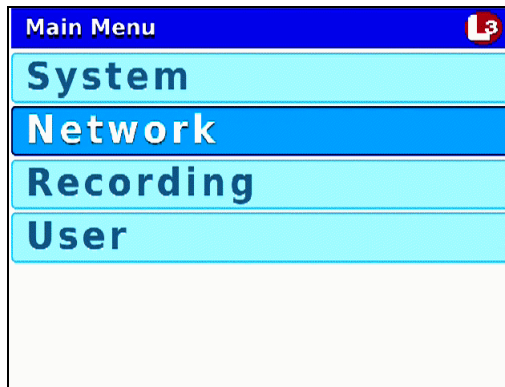 Main Menu
L3
System
Network
Recording
User